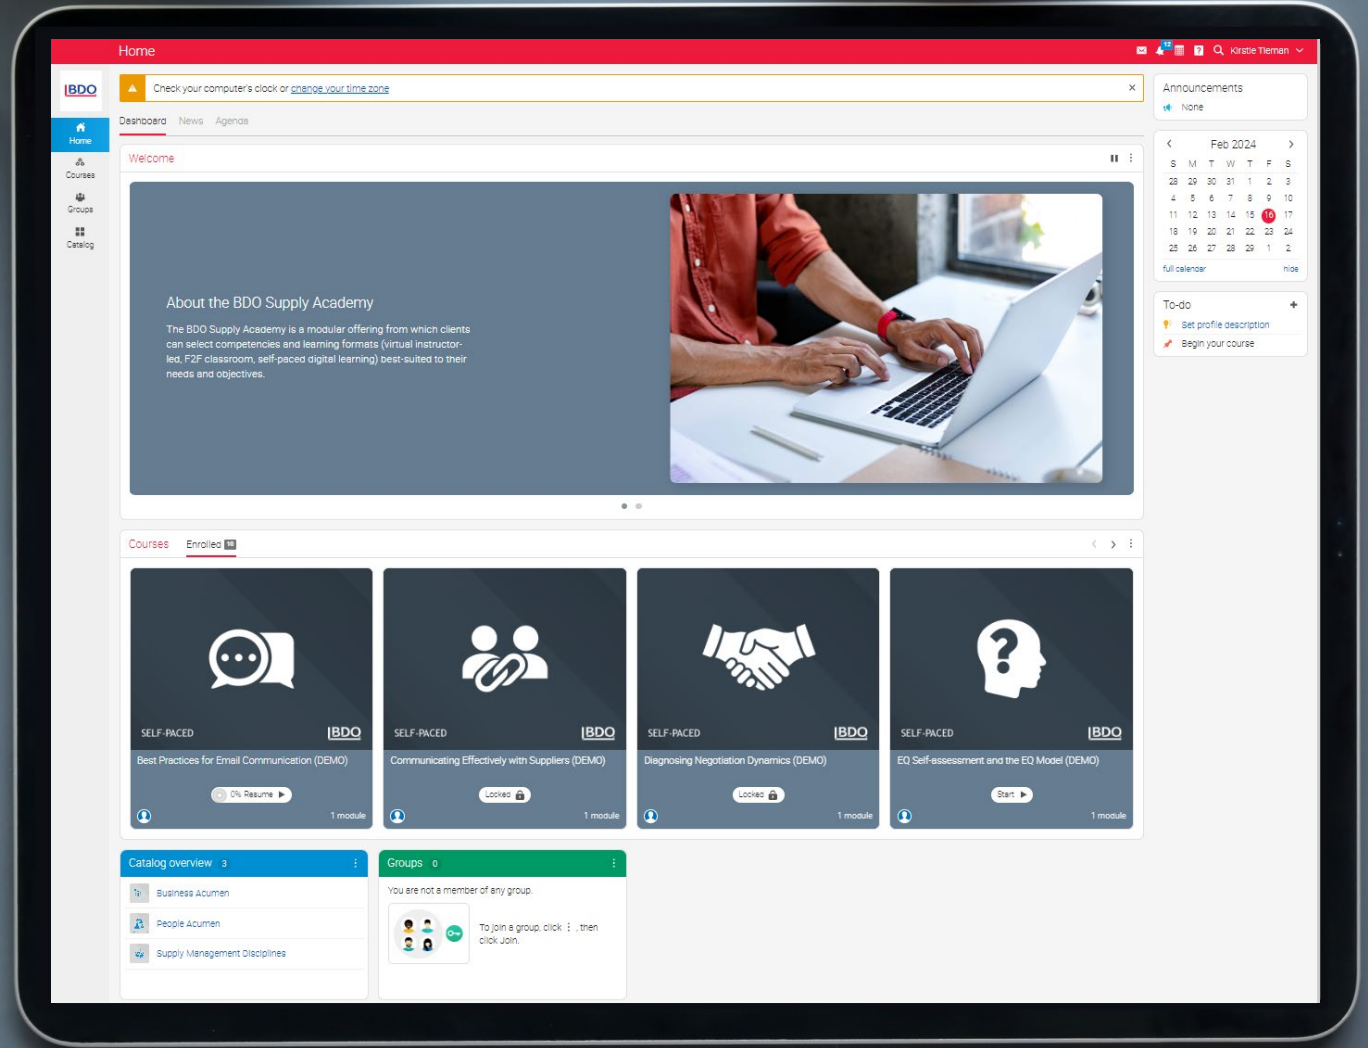 Home
12
Kirstie Tieman
BDO
Check your computer's clock or change your time zone
Announcements
None
Home
Courses
Groups
Catalog
Dashboard News Agenda
Welcome
About the BDO Supply Academy
The BDO Supply Academy is a modular offering from which clients
can select competencies and learning formats (virtual instructor-
led, F2F classroom, self-paced digital learning) best-suited to their
needs and objectives.
Feb 2024
S M T W T F S
28 29 30 31 1 2 3
4 5 6 7 8 9 10
11 12 13 14 15 16 17
18 19 20 21 22 23 24
25 26 27 28 29 1 2
full calendar hide
To-do
Set profile description
Begin your course
Courses Enrolled
SELF-PACED BDO
Best Practices for Email Communication (DEMO)
0% Resume
1 module
SELF-PACED BDO
Communicating Effectively with Suppliers (DEMO)
Locked
1 module
SELF-PACED BDO
Diagnosing Negotiation Dynamics (DEMO)
Locked
1 module
SELF-PACED BDO
EQ Self-assessment and the EQ Model (DEMO)
Start
1 module
Catalog overview 3
Business Acumen
People Acumen
Supply Management Disciplines
Groups 0
You are not a member of any group.
To join a group, click ⋮ , then
click Join.